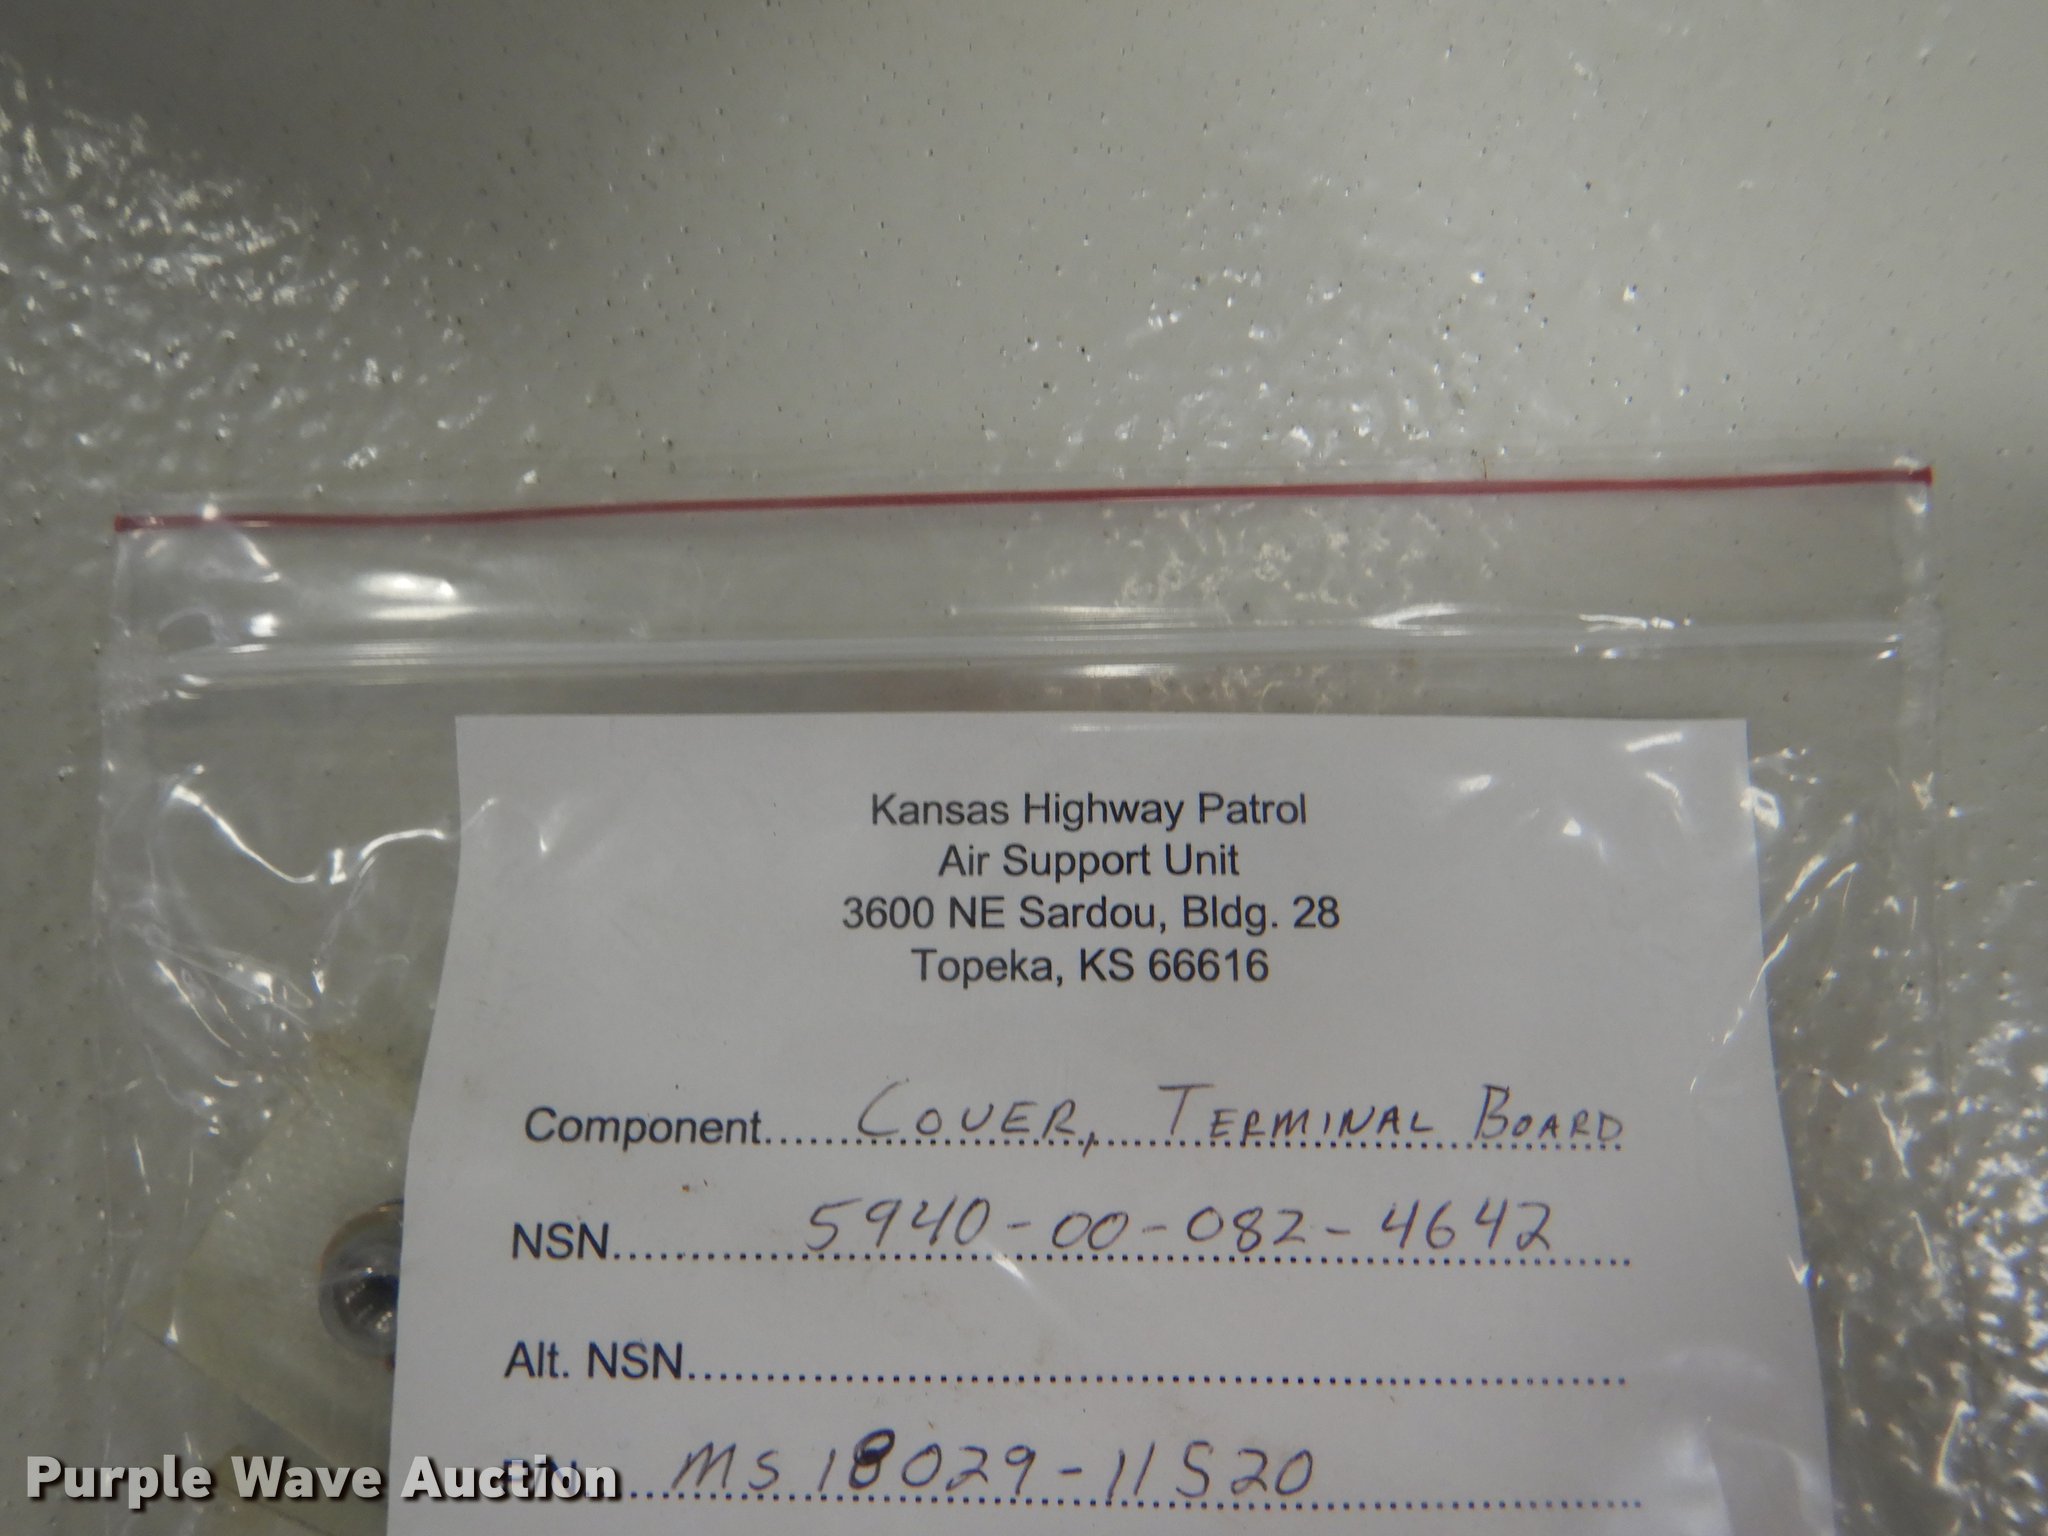 Kansas Highway Patrol
Air Support Unit
3600 NE Sardou, Bldg. 28
Topeka, KS 66616
Component.......COVER, TERMINAL BOARD
NSN.......5940-00-082-4642
Alt. NSN.......
MS18029-11S20
Purple Wave Auction